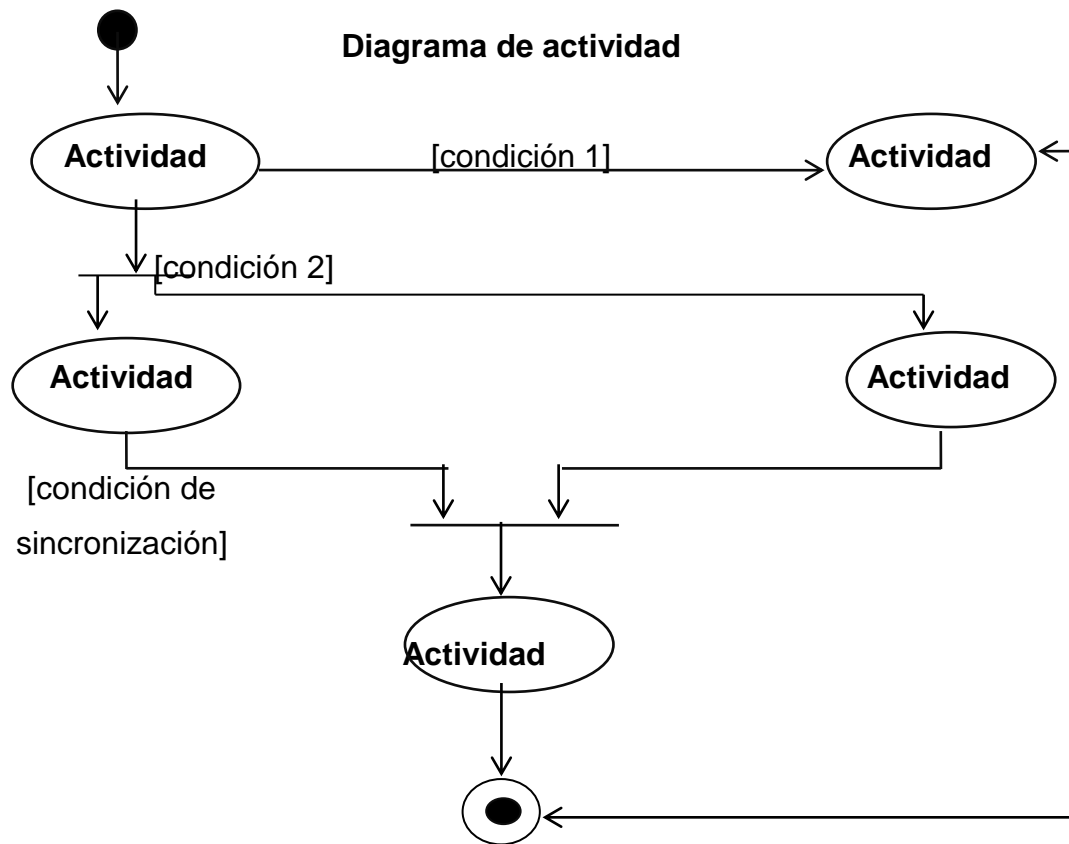 Diagrama de actividad
Actividad
[condición 1]
Actividad
[condición 2]
Actividad
Actividad
[condición de
sincronización]
Actividad